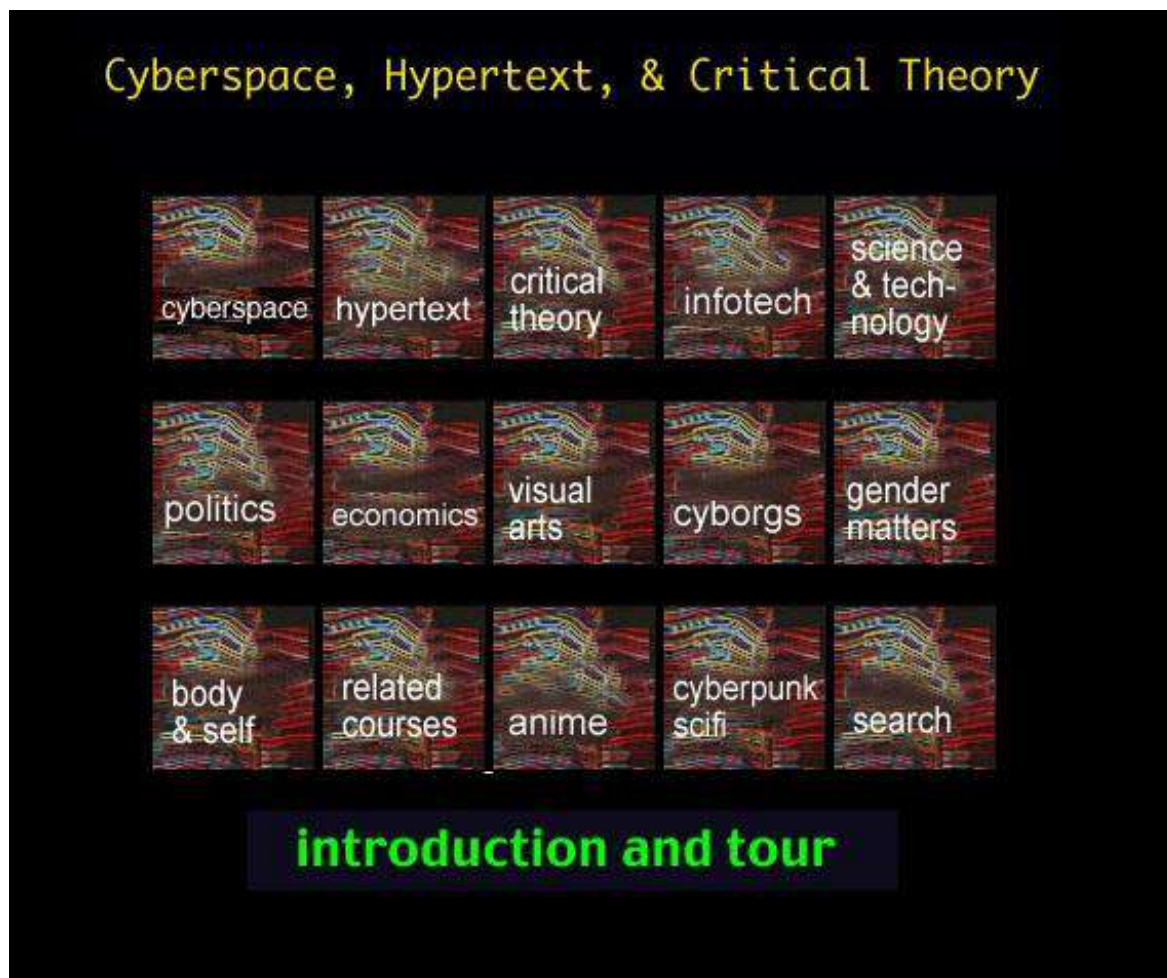 Cyberspace, Hypertext, & Critical Theory
cyberspace
hypertext
critical
theory
infotech
science
& tech-
nology
politics
economics
visual
arts
cyborgs
gender
matters
body
& self
related
courses
anime
cyberpunk
scifi
search
introduction and tour